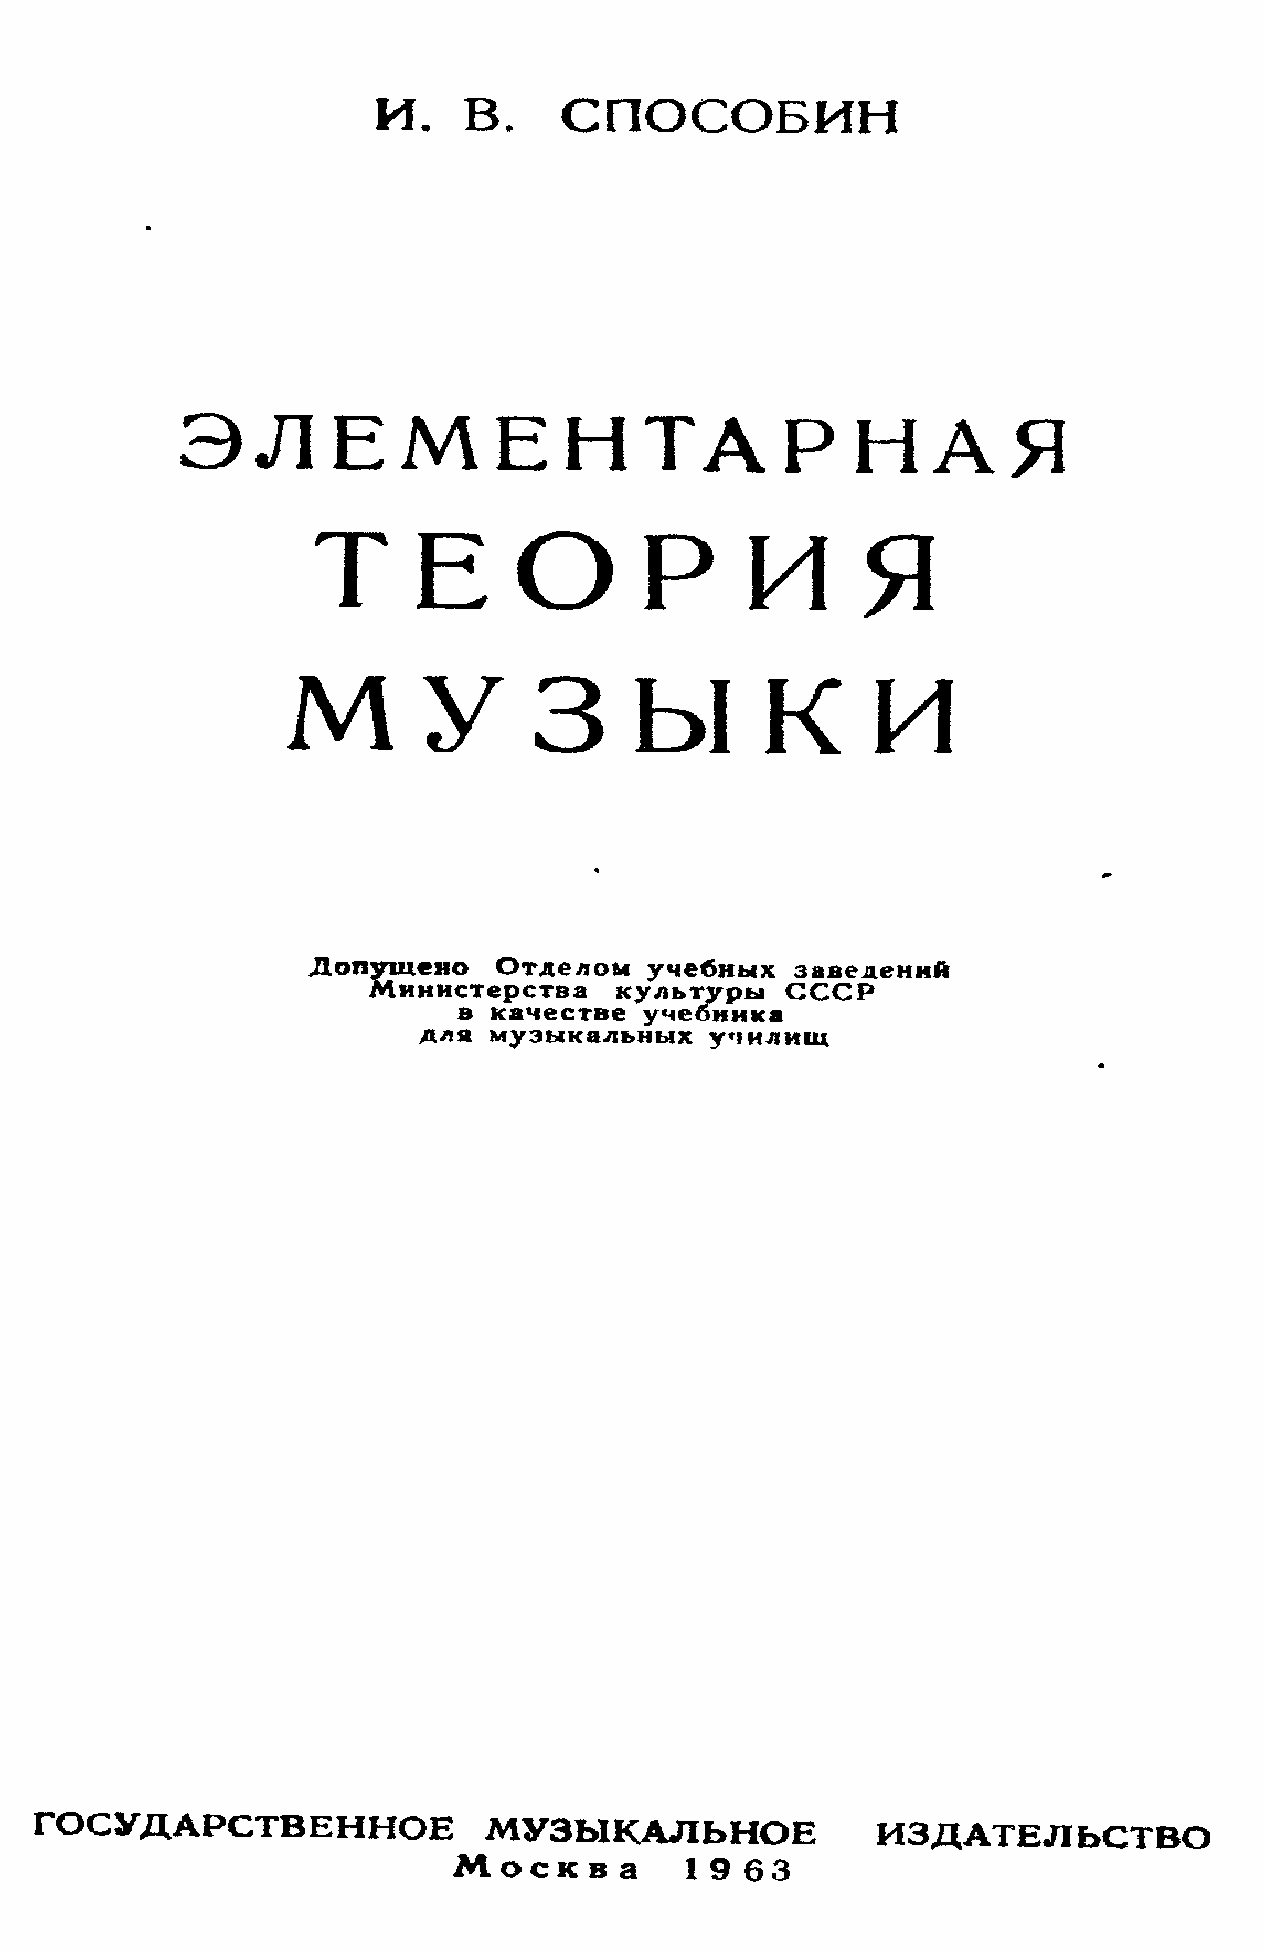 И. В. СПОСОБИН
ЭЛЕМЕНТАРНАЯ
ТЕОРИЯ
МУЗЫКИ
Допущено Отделом учебных заведений
Министерства культуры СССР
в качестве учебника
для музыкальных училищ
ГОСУДАРСТВЕННОЕ МУЗЫКАЛЬНОЕ ИЗДАТЕЛЬСТВО
Москва 1963